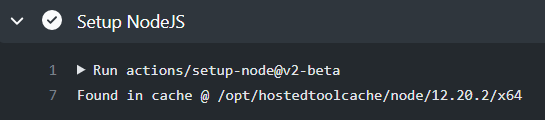 Setup NodeJS
1 Run actions/setup-node@v2-beta
7 Found in cache @ /opt/hostedtoolcache/node/12.20.2/x64